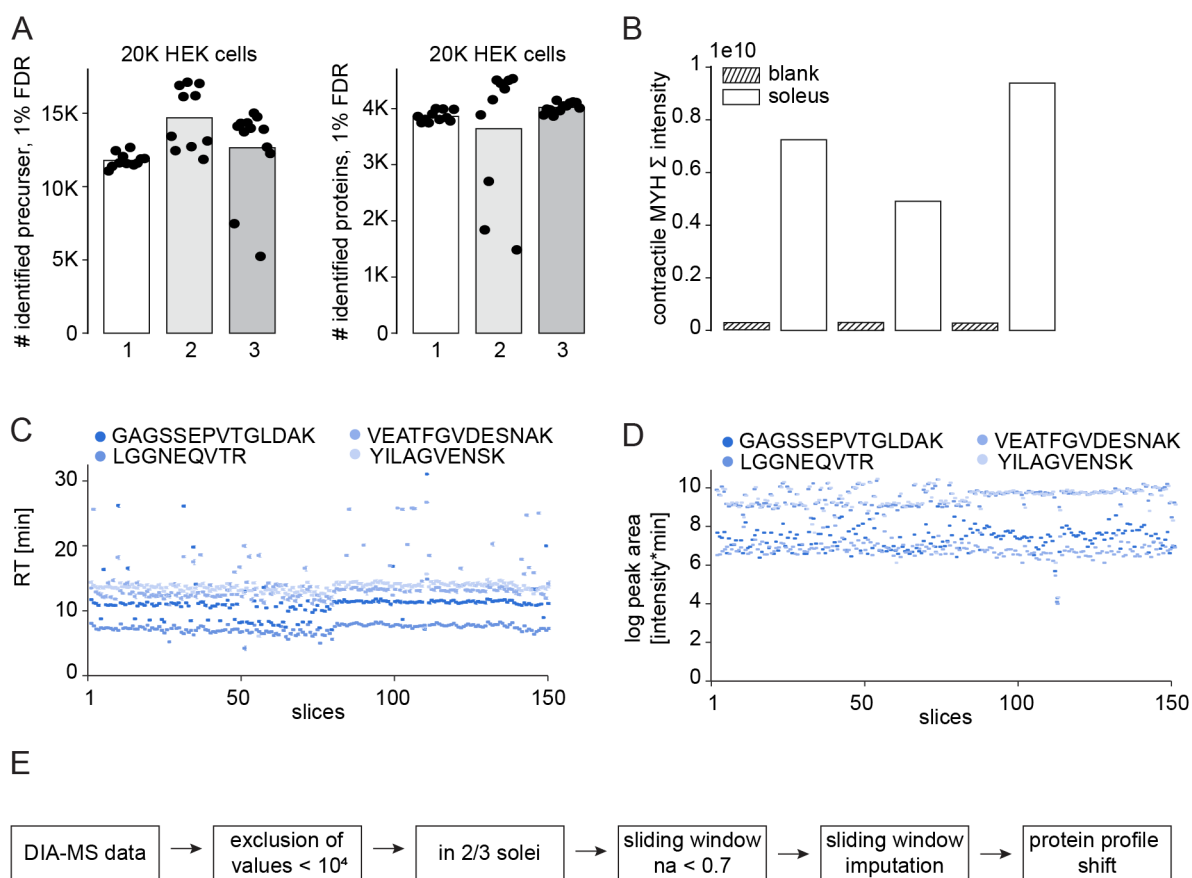 A
20K HEK cells
# identified precurser, 1% FDR
15K
10K
5K
0
1 2 3
20K HEK cells
# identified proteins, 1% FDR
4K
3K
2K
1K
0
1 2 3
B
1e10
blank
soleus
contractile MYH Σ intensity
1
0.8
0.6
0.4
0.2
0
C
GAGSSEPVTGLDAK VEATFGVDESNAK
LGGNEQVTR YILAGVENSK
RT [min]
30
20
10
0
1 50 100 150
slices
D
GAGSSEPVTGLDAK VEATFGVDESNAK
LGGNEQVTR YILAGVENSK
log peak area
[intensity*min]
10
8
6
4
2
0
1 50 100 150
slices
E
DIA-MS data
exclusion of
values < 10⁴
in 2/3 solei
sliding window
na < 0.7
sliding window
imputation
protein profile
shift